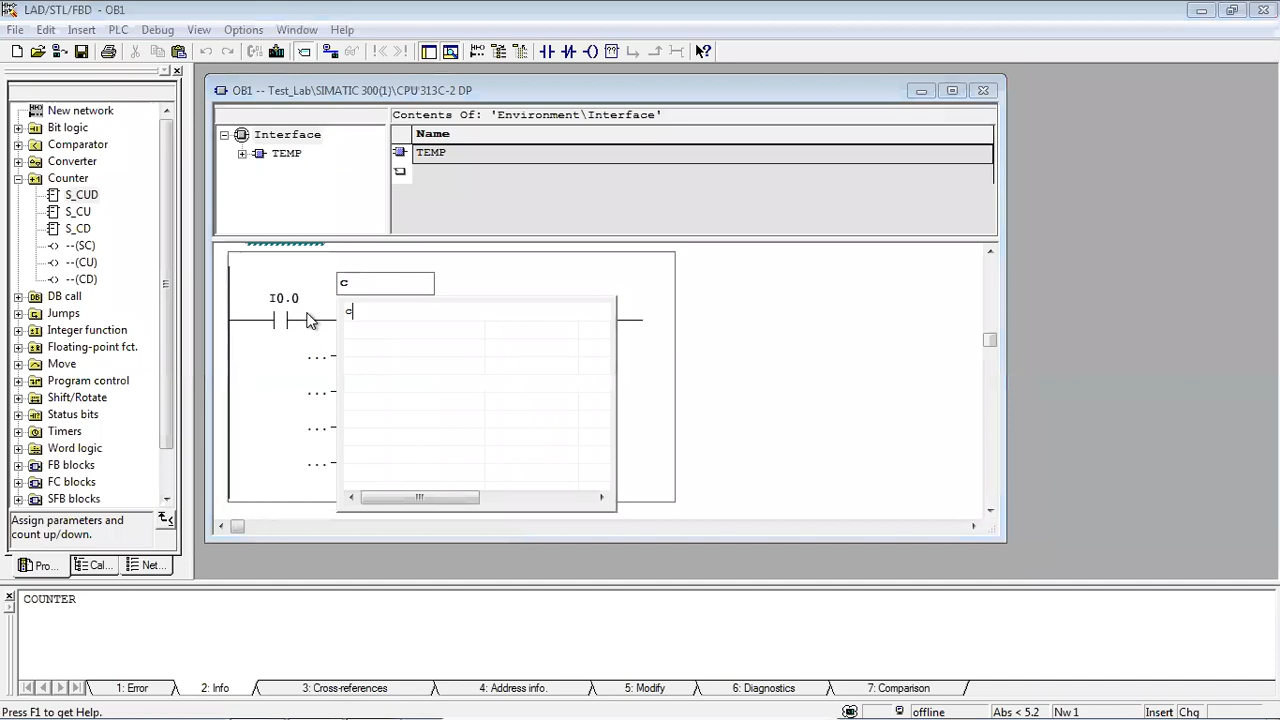 LAD/STL/FBD - OB1
File Edit Insert PLC Debug View Options Window Help
New network
Bit logic
Comparator
Converter
Counter
S_CUD
S_CU
S_CD
--(SC)
--(CU)
--(CD)
DB call
Jumps
Integer function
Floating-point fct.
Move
Program control
Shift/Rotate
Status bits
Timers
Word logic
FB blocks
FC blocks
SFB blocks
Assign parameters and
count up/down.
Pro... Cal... Net...
OB1 -- Test_Lab\SIMATIC 300(1)\CPU 313C-2 DP
Contents Of: 'Environment\Interface'
Interface
TEMP
Name
TEMP
c
I0.0
c
...
...
...
...
COUNTER
1: Error 2: Info 3: Cross-references 4: Address info. 5: Modify 6: Diagnostics 7: Comparison
Press F1 to get Help. offline Abs < 5.2 Nw 1 Insert Chg